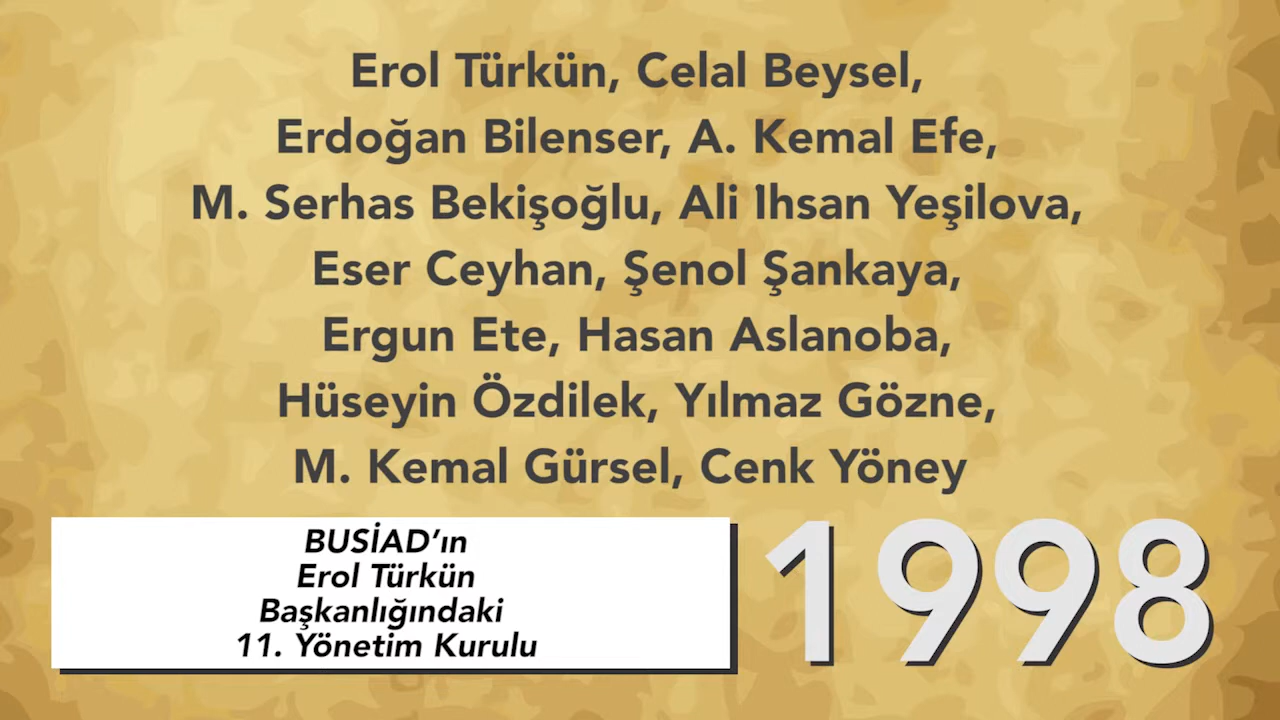 Erol Türkün, Celal Beysel,
Erdoğan Bilenser, A. Kemal Efe,
M. Serhas Bekişoğlu, Ali İhsan Yeşilova,
Eser Ceyhan, Şenol Şankaya,
Ergun Ete, Hasan Aslanoba,
Hüseyin Özdilek, Yılmaz Gözne,
M. Kemal Gürsel, Cenk Yöney
BUSİAD’ın
Erol Türkün
Başkanlığındaki
11. Yönetim Kurulu
1998